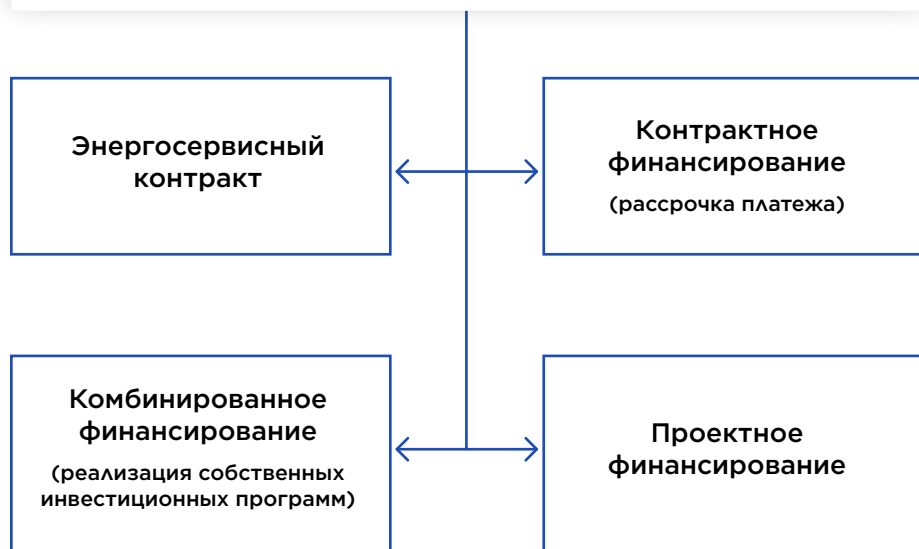 Энергосервисный
контракт
Контрактное
финансирование
(рассрочка платежа)
Комбинированное
финансирование
(реализация собственных
инвестиционных программ)
Проектное
финансирование